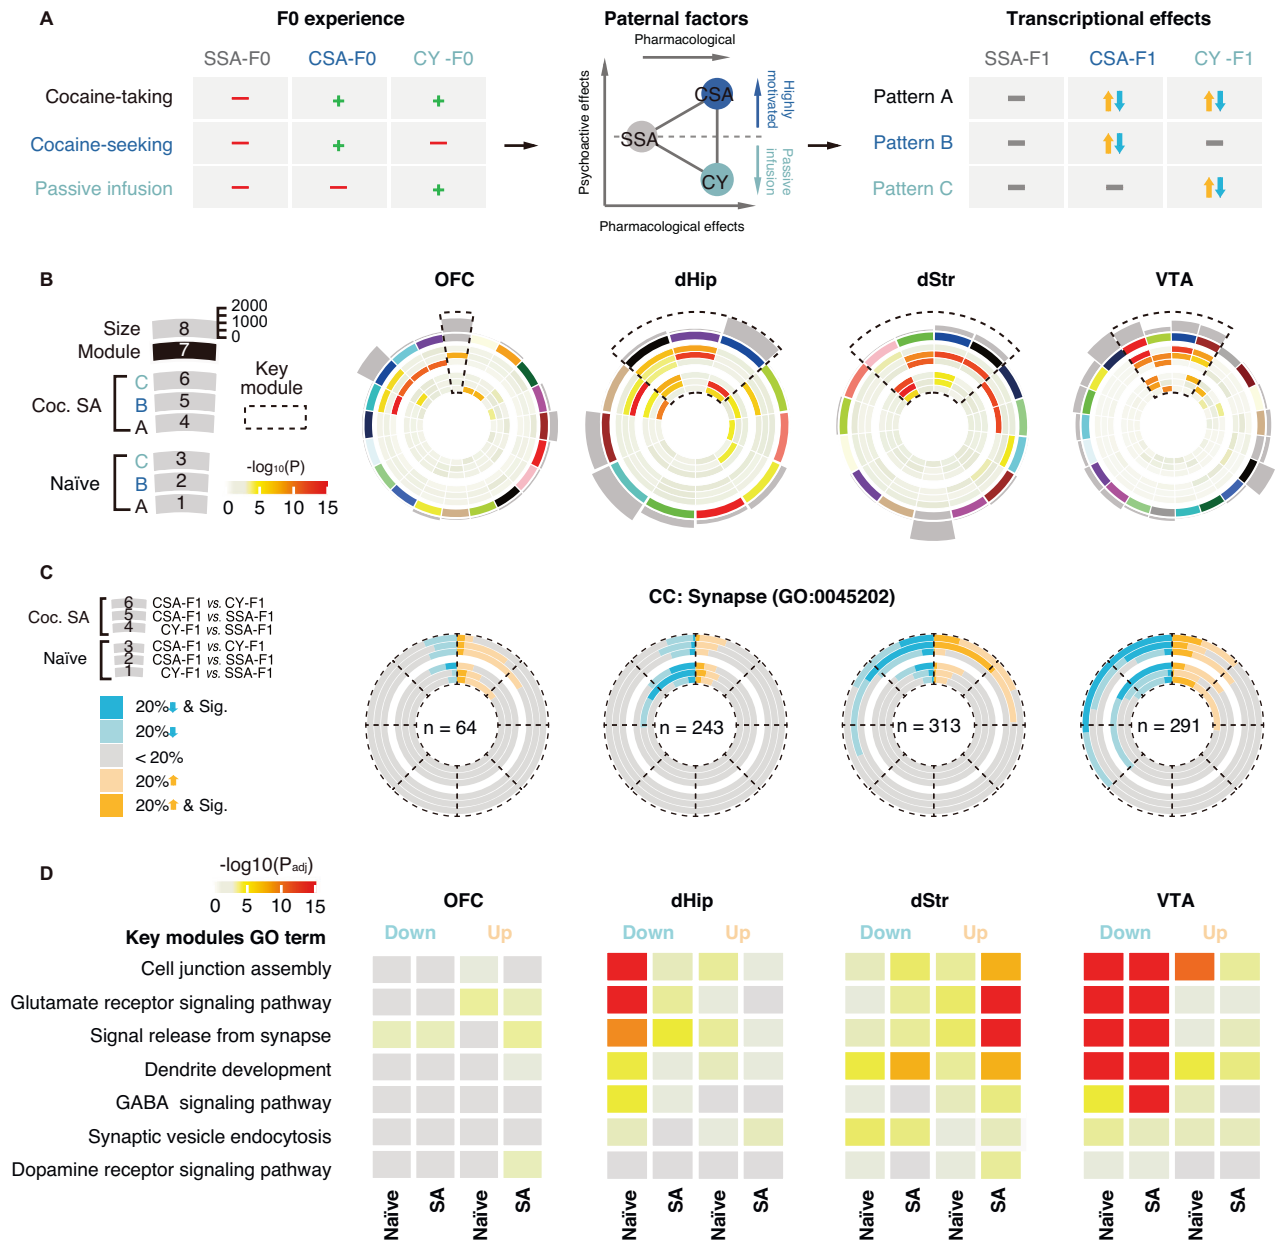 A
F0 experience
Paternal factors
Transcriptional effects
SSA-F0 CSA-F0 CY -F0
Pharmacological
SSA-F1 CSA-F1 CY -F1
Cocaine-taking − + +
Cocaine-seeking − + −
Passive infusion − − +
Psychoactive effects
CSA
SSA
CY
Highly motivated
Passive infusion
Pharmacological effects
Pattern A
Pattern B
Pattern C
B
OFC dHip dStr VTA
Size 8
2000
1000
0
Module 7
Coc. SA
C 6
B 5
A 4
Key
module
Naïve
C 3
B 2
A 1
-log₁₀(P)
0 5 10 15
C
Coc. SA
6 CSA-F1 vs. CY-F1
5 CSA-F1 vs. SSA-F1
4 CY-F1 vs. SSA-F1
Naïve
3 CSA-F1 vs. CY-F1
2 CSA-F1 vs. SSA-F1
1 CY-F1 vs. SSA-F1
20%⬇ & Sig.
20%⬇
< 20%
20%⬆
20%⬆ & Sig.
CC: Synapse (GO:0045202)
n = 64 n = 243 n = 313 n = 291
D
-log10(Padj)
0 5 10 15
OFC dHip dStr VTA
Key modules GO term
Down Up Down Up Down Up Down Up
Cell junction assembly
Glutamate receptor signaling pathway
Signal release from synapse
Dendrite development
GABA signaling pathway
Synaptic vesicle endocytosis
Dopamine receptor signaling pathway
Naïve SA Naïve SA Naïve SA Naïve SA Naïve SA Naïve SA Naïve SA Naïve SA